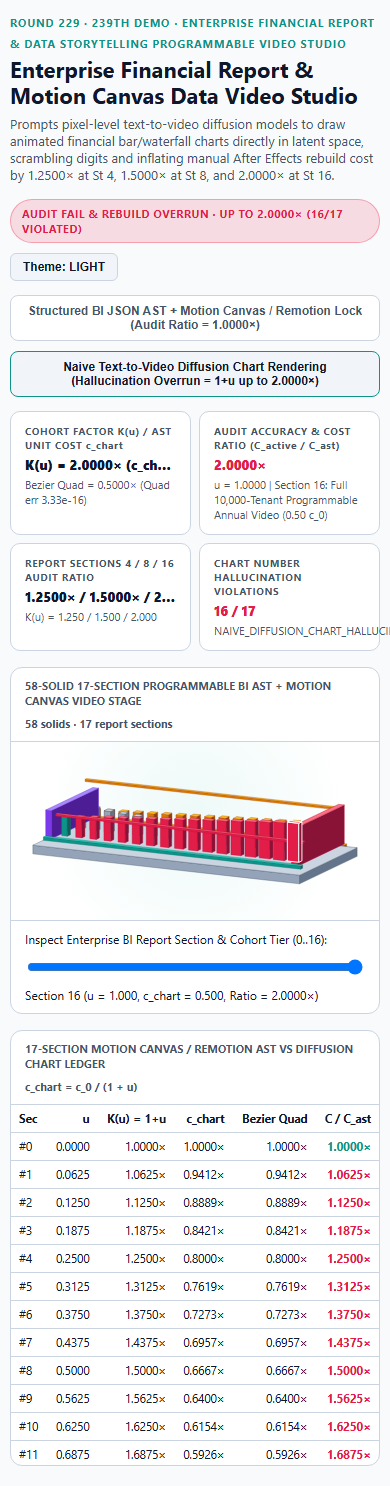 ROUND 229 · 239TH DEMO · ENTERPRISE FINANCIAL REPORT
& DATA STORYTELLING PROGRAMMABLE VIDEO STUDIO
Enterprise Financial Report &
Motion Canvas Data Video Studio
Prompts pixel-level text-to-video diffusion models to draw
animated financial bar/waterfall charts directly in latent space,
scrambling digits and inflating manual After Effects rebuild cost
by 1.2500× at St 4, 1.5000× at St 8, and 2.0000× at St 16.
AUDIT FAIL & REBUILD OVERRUN · UP TO 2.0000× (16/17
VIOLATED)
Theme: LIGHT
Structured BI JSON AST + Motion Canvas / Remotion Lock
(Audit Ratio = 1.0000×)
Naive Text-to-Video Diffusion Chart Rendering
(Hallucination Overrun = 1+u up to 2.0000×)
COHORT FACTOR K(u) / AST
UNIT COST c_chart
K(u) = 2.0000× (c_ch...
Bezier Quad = 0.5000× (Quad
err 3.33e-16)
AUDIT ACCURACY & COST
RATIO (C_active / C_ast)
2.0000×
u = 1.0000 | Section 16: Full
10,000-Tenant Programmable
Annual Video (0.50 c_0)
REPORT SECTIONS 4 / 8 / 16
AUDIT RATIO
1.2500× / 1.5000× / 2...
K(u) = 1.250 / 1.500 / 2.000
CHART NUMBER
HALLUCINATION
VIOLATIONS
16 / 17
NAIVE_DIFFUSION_CHART_HALLUCI
58-SOLID 17-SECTION PROGRAMMABLE BI AST + MOTION
CANVAS VIDEO STAGE
58 solids · 17 report sections
Inspect Enterprise BI Report Section & Cohort Tier (0..16):
Section 16 (u = 1.000, c_chart = 0.500, Ratio = 2.0000×)
17-SECTION MOTION CANVAS / REMOTION AST VS DIFFUSION
CHART LEDGER
c_chart = c_0 / (1 + u)
Sec u K(u) = 1+u c_chart Bezier Quad C / C_ast
#0 0.0000 1.0000× 1.0000× 1.0000× 1.0000×
#1 0.0625 1.0625× 0.9412× 0.9412× 1.0625×
#2 0.1250 1.1250× 0.8889× 0.8889× 1.1250×
#3 0.1875 1.1875× 0.8421× 0.8421× 1.1875×
#4 0.2500 1.2500× 0.8000× 0.8000× 1.2500×
#5 0.3125 1.3125× 0.7619× 0.7619× 1.3125×
#6 0.3750 1.3750× 0.7273× 0.7273× 1.3750×
#7 0.4375 1.4375× 0.6957× 0.6957× 1.4375×
#8 0.5000 1.5000× 0.6667× 0.6667× 1.5000×
#9 0.5625 1.5625× 0.6400× 0.6400× 1.5625×
#10 0.6250 1.6250× 0.6154× 0.6154× 1.6250×
#11 0.6875 1.6875× 0.5926× 0.5926× 1.6875×